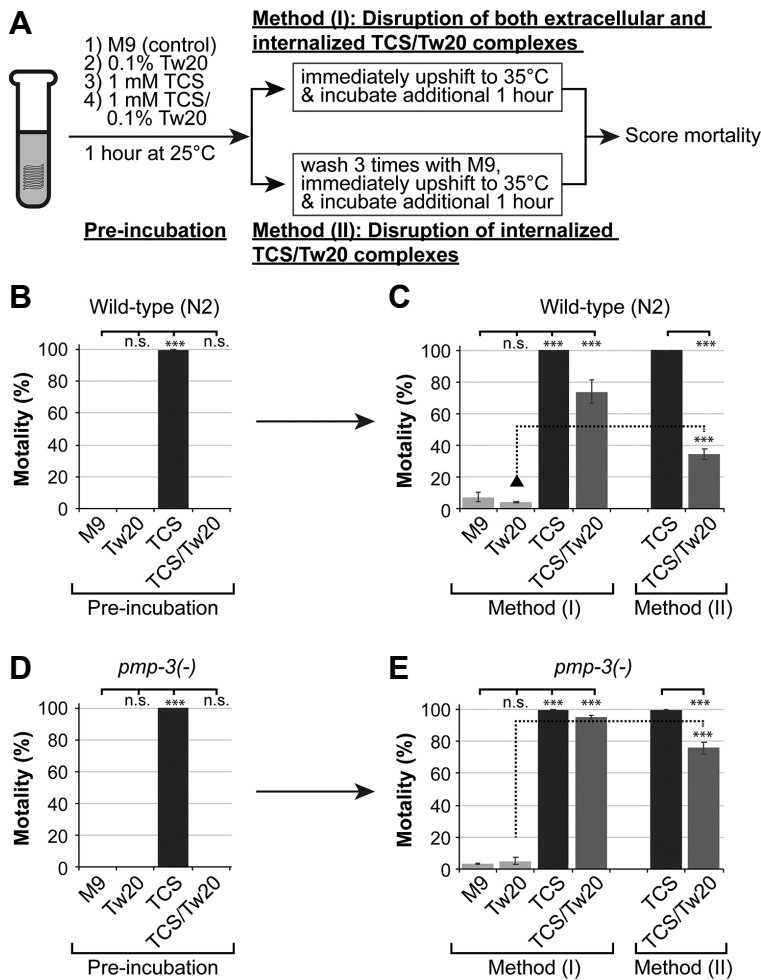 A
Method (I): Disruption of both extracellular and
internalized TCS/Tw20 complexes
1) M9 (control)
2) 0.1% Tw20
3) 1 mM TCS
4) 1 mM TCS/
0.1% Tw20
1 hour at 25°C
immediately upshift to 35°C
& incubate additional 1 hour
Score mortality
wash 3 times with M9,
immediately upshift to 35°C
& incubate additional 1 hour
Pre-incubation
Method (II): Disruption of internalized
TCS/Tw20 complexes
B
Wild-type (N2)
n.s. *** n.s.
Motality (%)
100
80
60
40
20
0
M9
Tw20
TCS
TCS/Tw20
Pre-incubation
C
Wild-type (N2)
n.s. *** *** ***
***
Motality (%)
100
80
60
40
20
0
M9
Tw20
TCS
TCS/Tw20
TCS
TCS/Tw20
Method (I)
Method (II)
D
pmp-3(-)
n.s. *** n.s.
Motality (%)
100
80
60
40
20
0
M9
Tw20
TCS
TCS/Tw20
Pre-incubation
E
pmp-3(-)
n.s. *** *** ***
***
Motality (%)
100
80
60
40
20
0
M9
Tw20
TCS
TCS/Tw20
TCS
TCS/Tw20
Method (I)
Method (II)